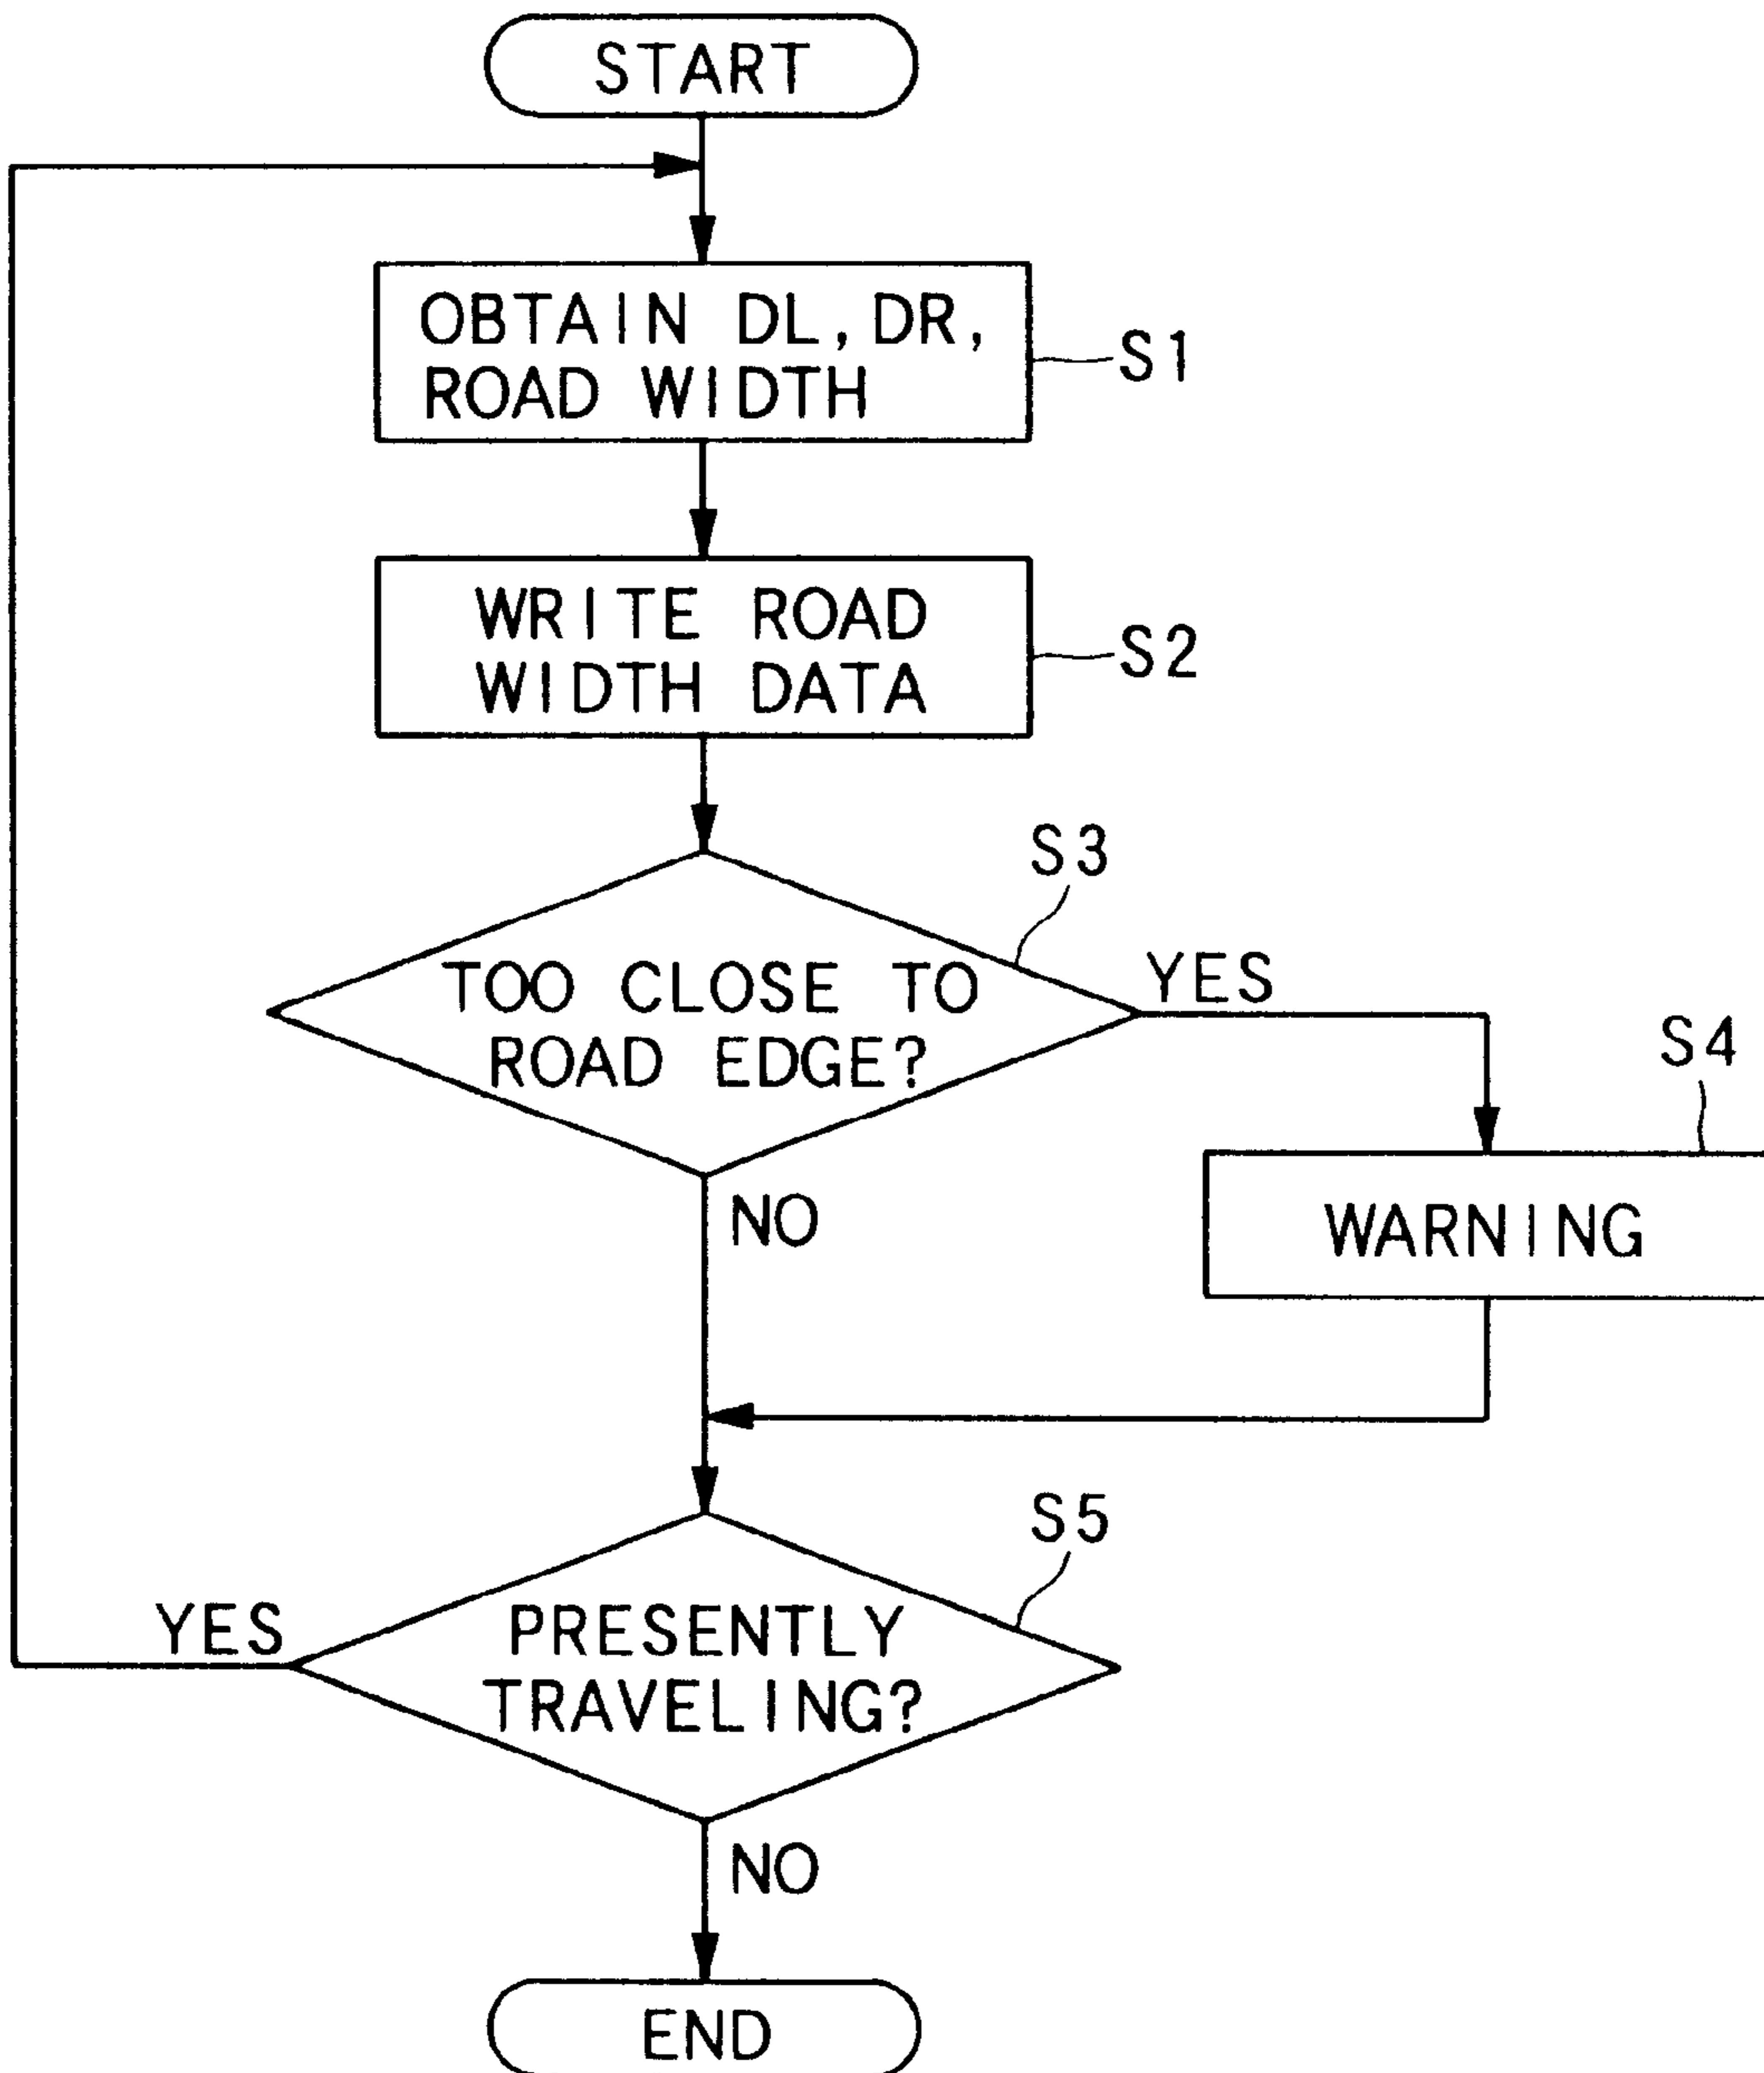 START
OBTAIN DL, DR,
ROAD WIDTH
S1
WRITE ROAD
WIDTH DATA
S2
S3
TOO CLOSE TO
ROAD EDGE?
YES
S4
NO
WARNING
S5
YES
PRESENTLY
TRAVELING?
NO
END